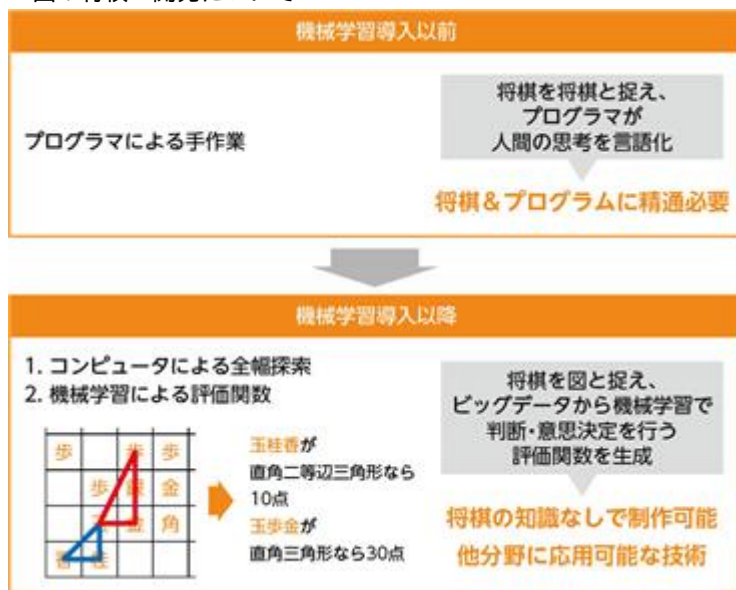 機械学習導入以前
プログラマによる手作業
将棋を将棋と捉え、
プログラマが
人間の思考を言語化
将棋&プログラムに精通必要
機械学習導入以降
1. コンピュータによる全幅探索
2. 機械学習による評価関数
歩 歩 歩
歩 銀 金
玉 金 角
香 桂
玉桂香が
直角二等辺三角形なら
10点
玉歩金が
直角三角形なら30点
将棋を図と捉え、
ビッグデータから機械学習で
判断・意思決定を行う
評価関数を生成
将棋の知識なしで制作可能
他分野に応用可能な技術